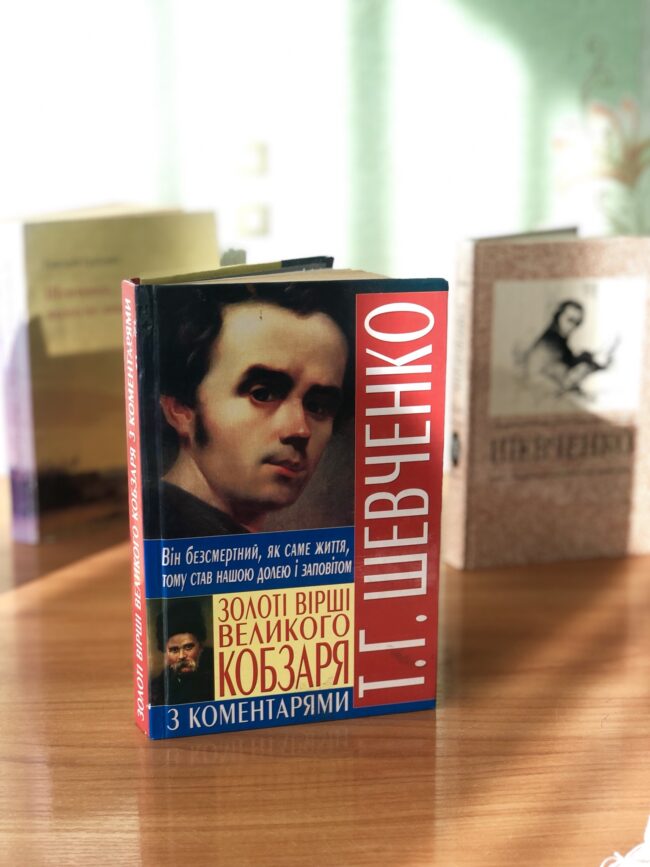 Т.Г. ШЕВЧЕНКО
Він безсмертний, як саме життя,
тому став нашою долею і заповітом
ЗОЛОТІ ВІРШІ
ВЕЛИКОГО
КОБЗАРЯ
З КОМЕНТАРЯМИ
ЗОЛОТІ ВІРШІ ВЕЛИКОГО КОБЗАРЯ З КОМЕНТАРЯМИ
ШЕВЧЕНКО